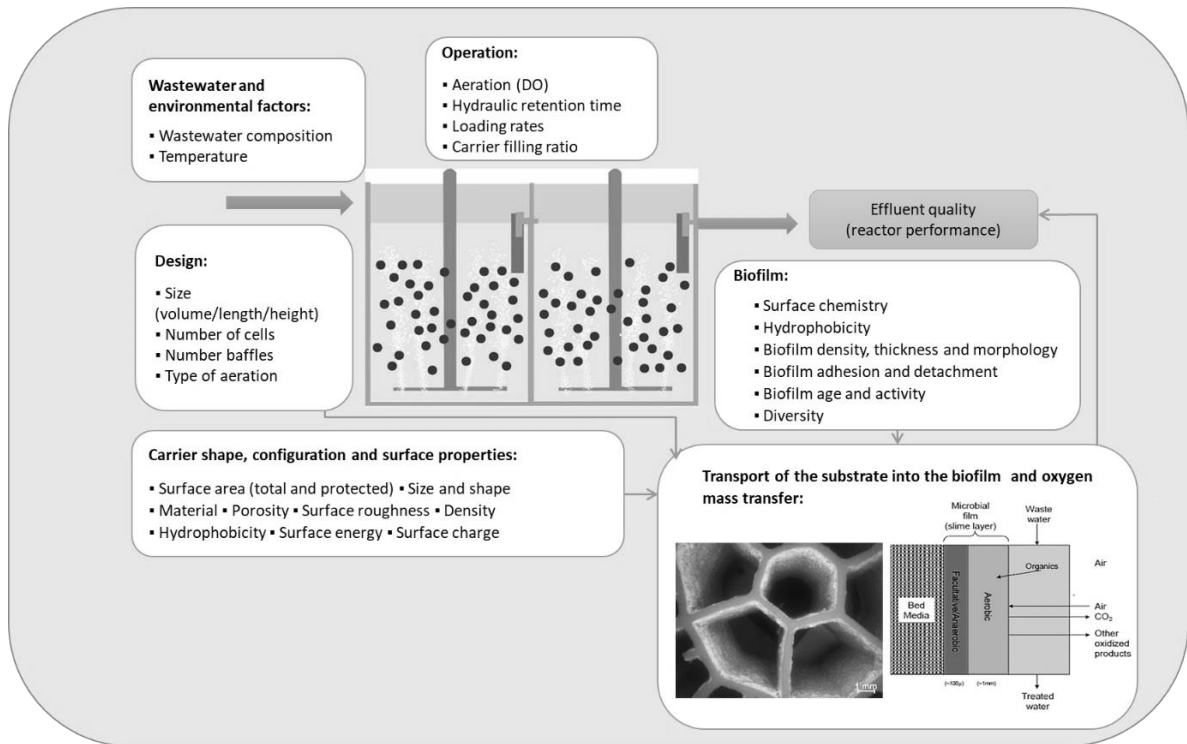 Wastewater and
environmental factors:
▪ Wastewater composition
▪ Temperature
Operation:
▪ Aeration (DO)
▪ Hydraulic retention time
▪ Loading rates
▪ Carrier filling ratio
Effluent quality
(reactor performance)
Design:
▪ Size
(volume/length/height)
▪ Number of cells
▪ Number baffles
▪ Type of aeration
Biofilm:
▪ Surface chemistry
▪ Hydrophobicity
▪ Biofilm density, thickness and morphology
▪ Biofilm adhesion and detachment
▪ Biofilm age and activity
▪ Diversity
Carrier shape, configuration and surface properties:
▪ Surface area (total and protected) ▪ Size and shape
▪ Material ▪ Porosity ▪ Surface roughness ▪ Density
▪ Hydrophobicity ▪ Surface energy ▪ Surface charge
Transport of the substrate into the biofilm and oxygen
mass transfer:
1 mm
Microbial
film
(slime layer)
Waste
water
Bed
Media
Facultative/Anaerobic
Aerobic
Organics
Air
Air
CO₂
Other
oxidized
products
(~100μ)
(~1mm)
Treated
water